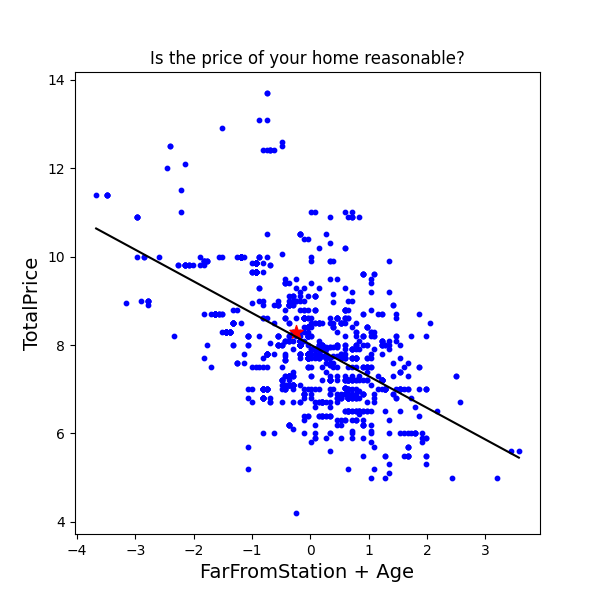 Is the price of your home reasonable?
14
12
10
8
6
4
TotalPrice
−4 −3 −2 −1 0 1 2 3
FarFromStation + Age